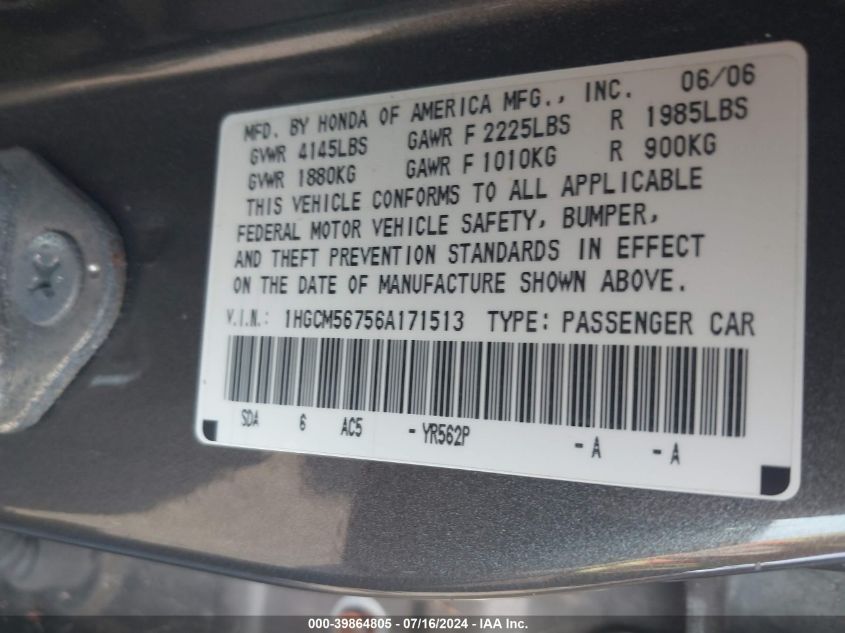 MFD. BY HONDA OF AMERICA MFG., INC. 06/06
GVWR 4145LBS GAWR F 2225LBS R 1985LBS
GVWR 1880KG GAWR F 1010KG R 900KG
THIS VEHICLE CONFORMS TO ALL APPLICABLE
FEDERAL MOTOR VEHICLE SAFETY, BUMPER,
AND THEFT PREVENTION STANDARDS IN EFFECT
ON THE DATE OF MANUFACTURE SHOWN ABOVE.
V.I.N.: 1HGCM56756A171513 TYPE: PASSENGER CAR
SDA 6 AC5 - YR562P - A - A
000-39864805 - 07/16/2024 - IAA Inc.